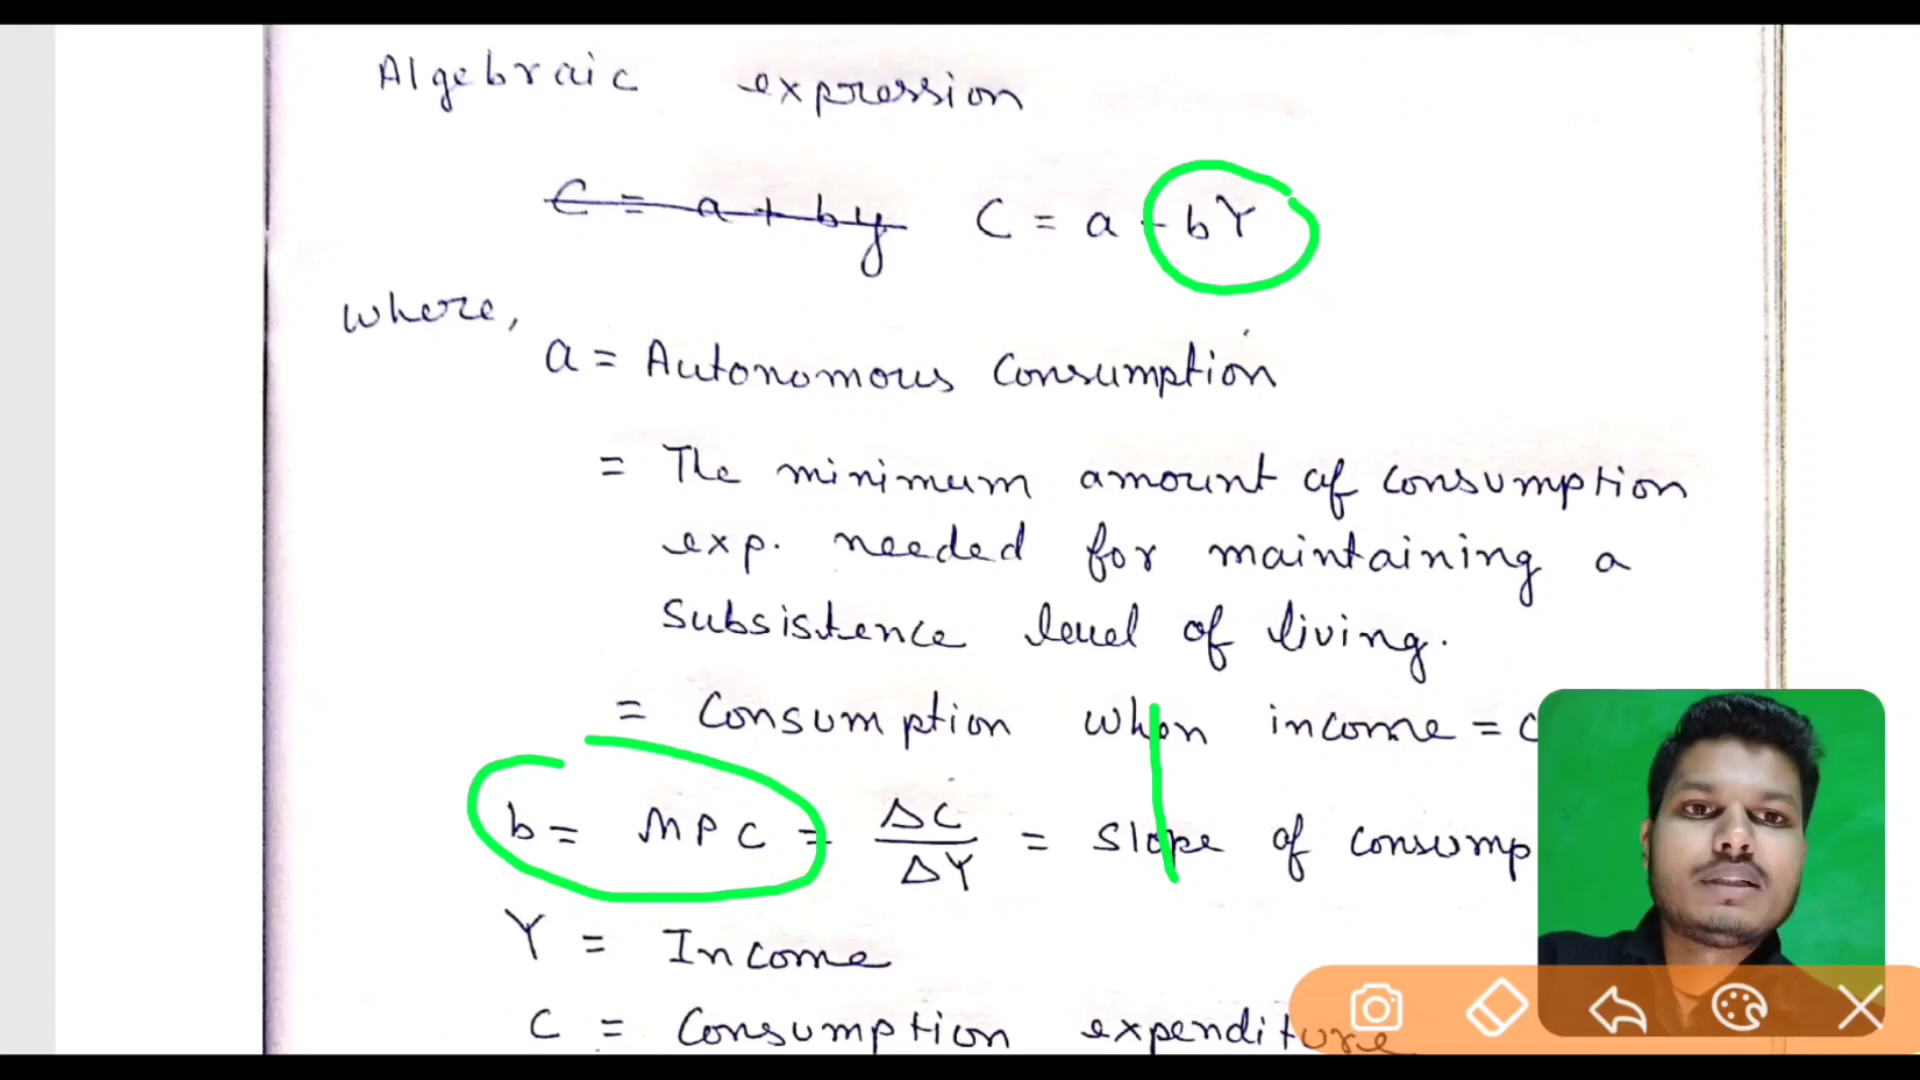 Algebraic expression
C = a + by C = a + bY
where,
a = Autonomous Consumption
= The minimum amount of consumption
exp. needed for maintaining a
Subsistence level of living.
= Consumption when income =
b = MPC = ΔC/ΔY = Slope of consump
Y = Income
C = Consumption expenditure